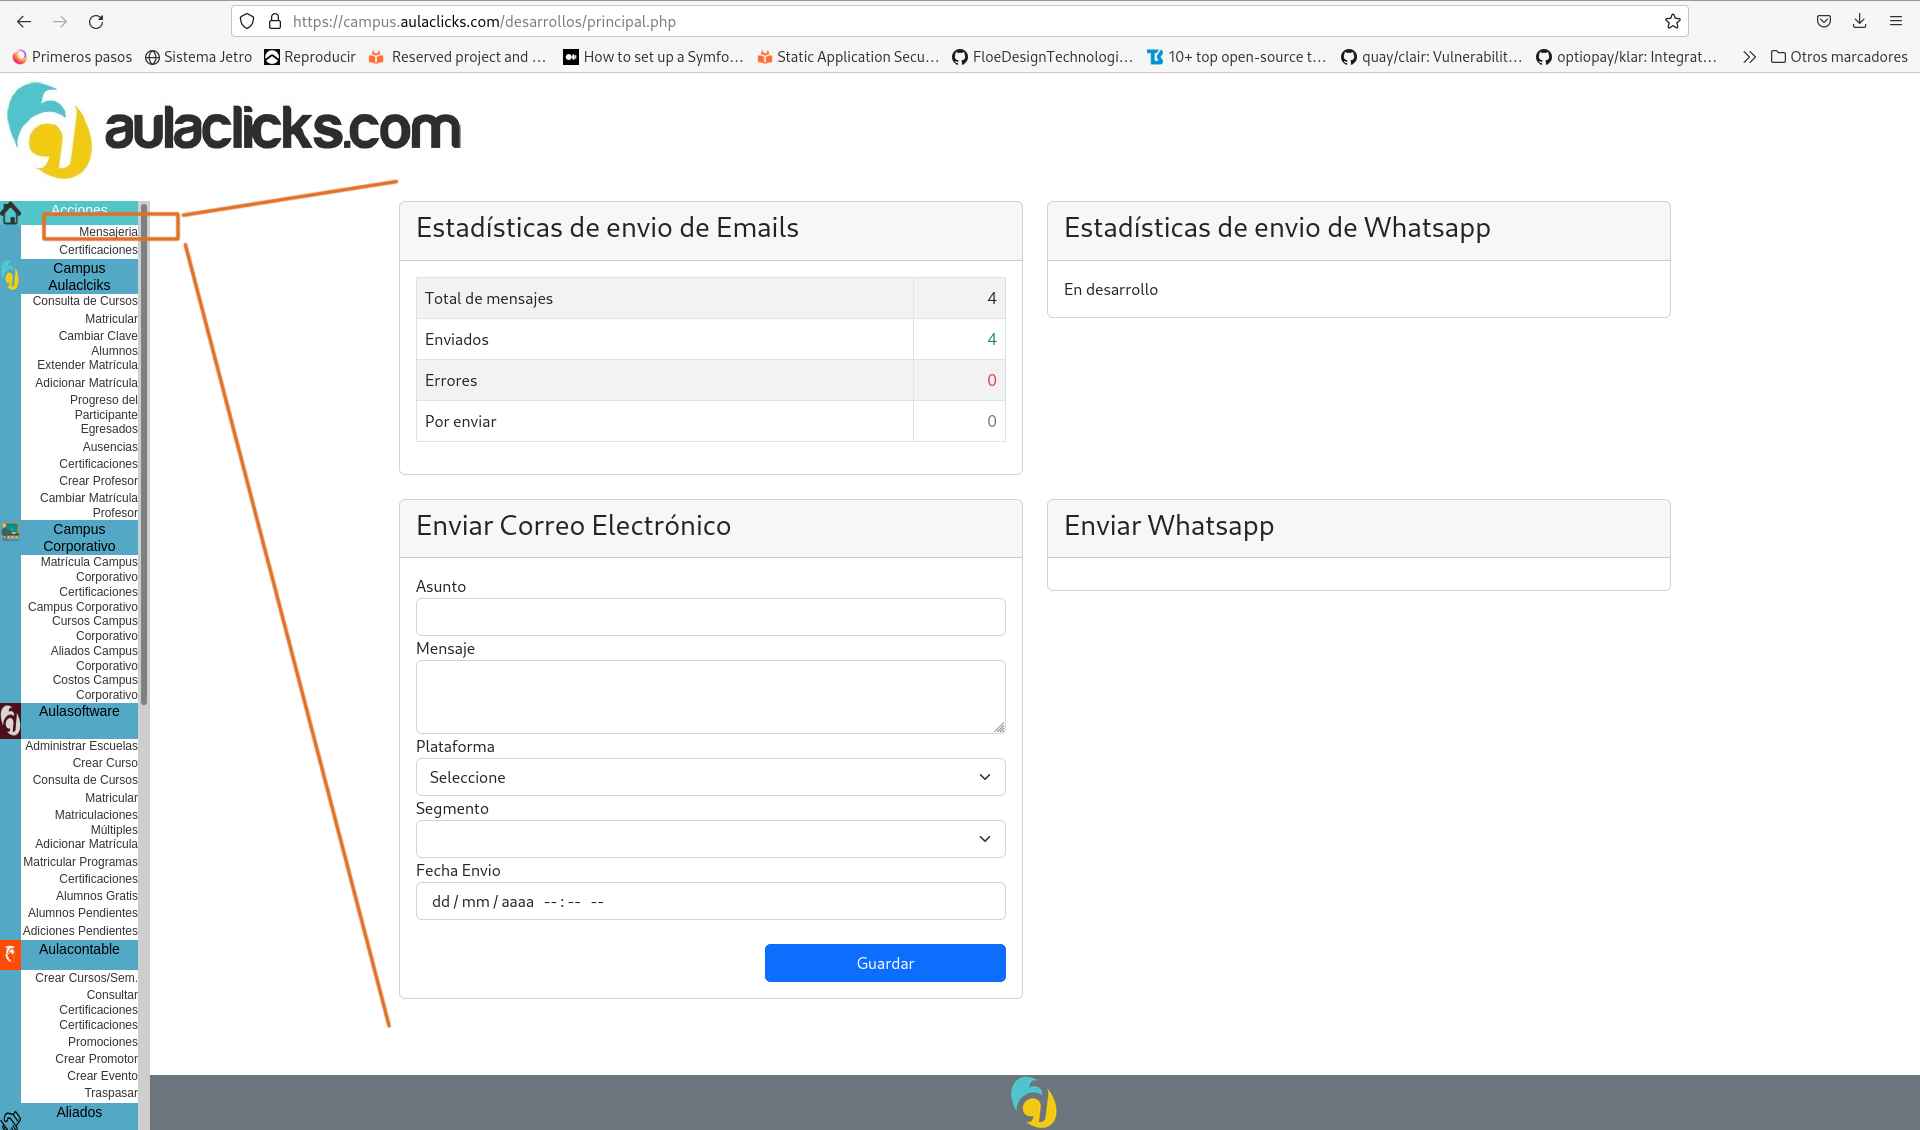 https://campus.aulaclicks.com/desarrollos/principal.php
Primeros pasos
Sistema Jetro
Reproducir
Reserved project and …
How to set up a Symfo…
Static Application Secu…
FloeDesignTechnologi…
10+ top open-source t…
quay/clair: Vulnerabilit…
optiopay/klar: Integrat…
Otros marcadores
aulaclicks.com
Acciones
Mensajeria
Certificaciones
Campus
Aulaclciks
Consulta de Cursos
Matricular
Cambiar Clave
Alumnos
Extender Matrícula
Adicionar Matrícula
Progreso del
Participante
Egresados
Ausencias
Certificaciones
Crear Profesor
Cambiar Matrícula
Profesor
Campus
Corporativo
Matrícula Campus
Corporativo
Certificaciones
Campus Corporativo
Cursos Campus
Corporativo
Aliados Campus
Corporativo
Costos Campus
Corporativo
Aulasoftware
Administrar Escuelas
Crear Curso
Consulta de Cursos
Matricular
Matriculaciones
Múltiples
Adicionar Matrícula
Matricular Programas
Certificaciones
Alumnos Gratis
Alumnos Pendientes
Adiciones Pendientes
Aulacontable
Crear Cursos/Sem.
Consultar
Certificaciones
Certificaciones
Promociones
Crear Promotor
Crear Evento
Traspasar
Aliados
Estadísticas de envio de Emails
Total de mensajes 4
Enviados 4
Errores 0
Por enviar 0
Estadísticas de envio de Whatsapp
En desarrollo
Enviar Correo Electrónico
Asunto
Mensaje
Plataforma
Seleccione
Segmento
Fecha Envio
dd / mm / aaaa -- : -- --
Guardar
Enviar Whatsapp